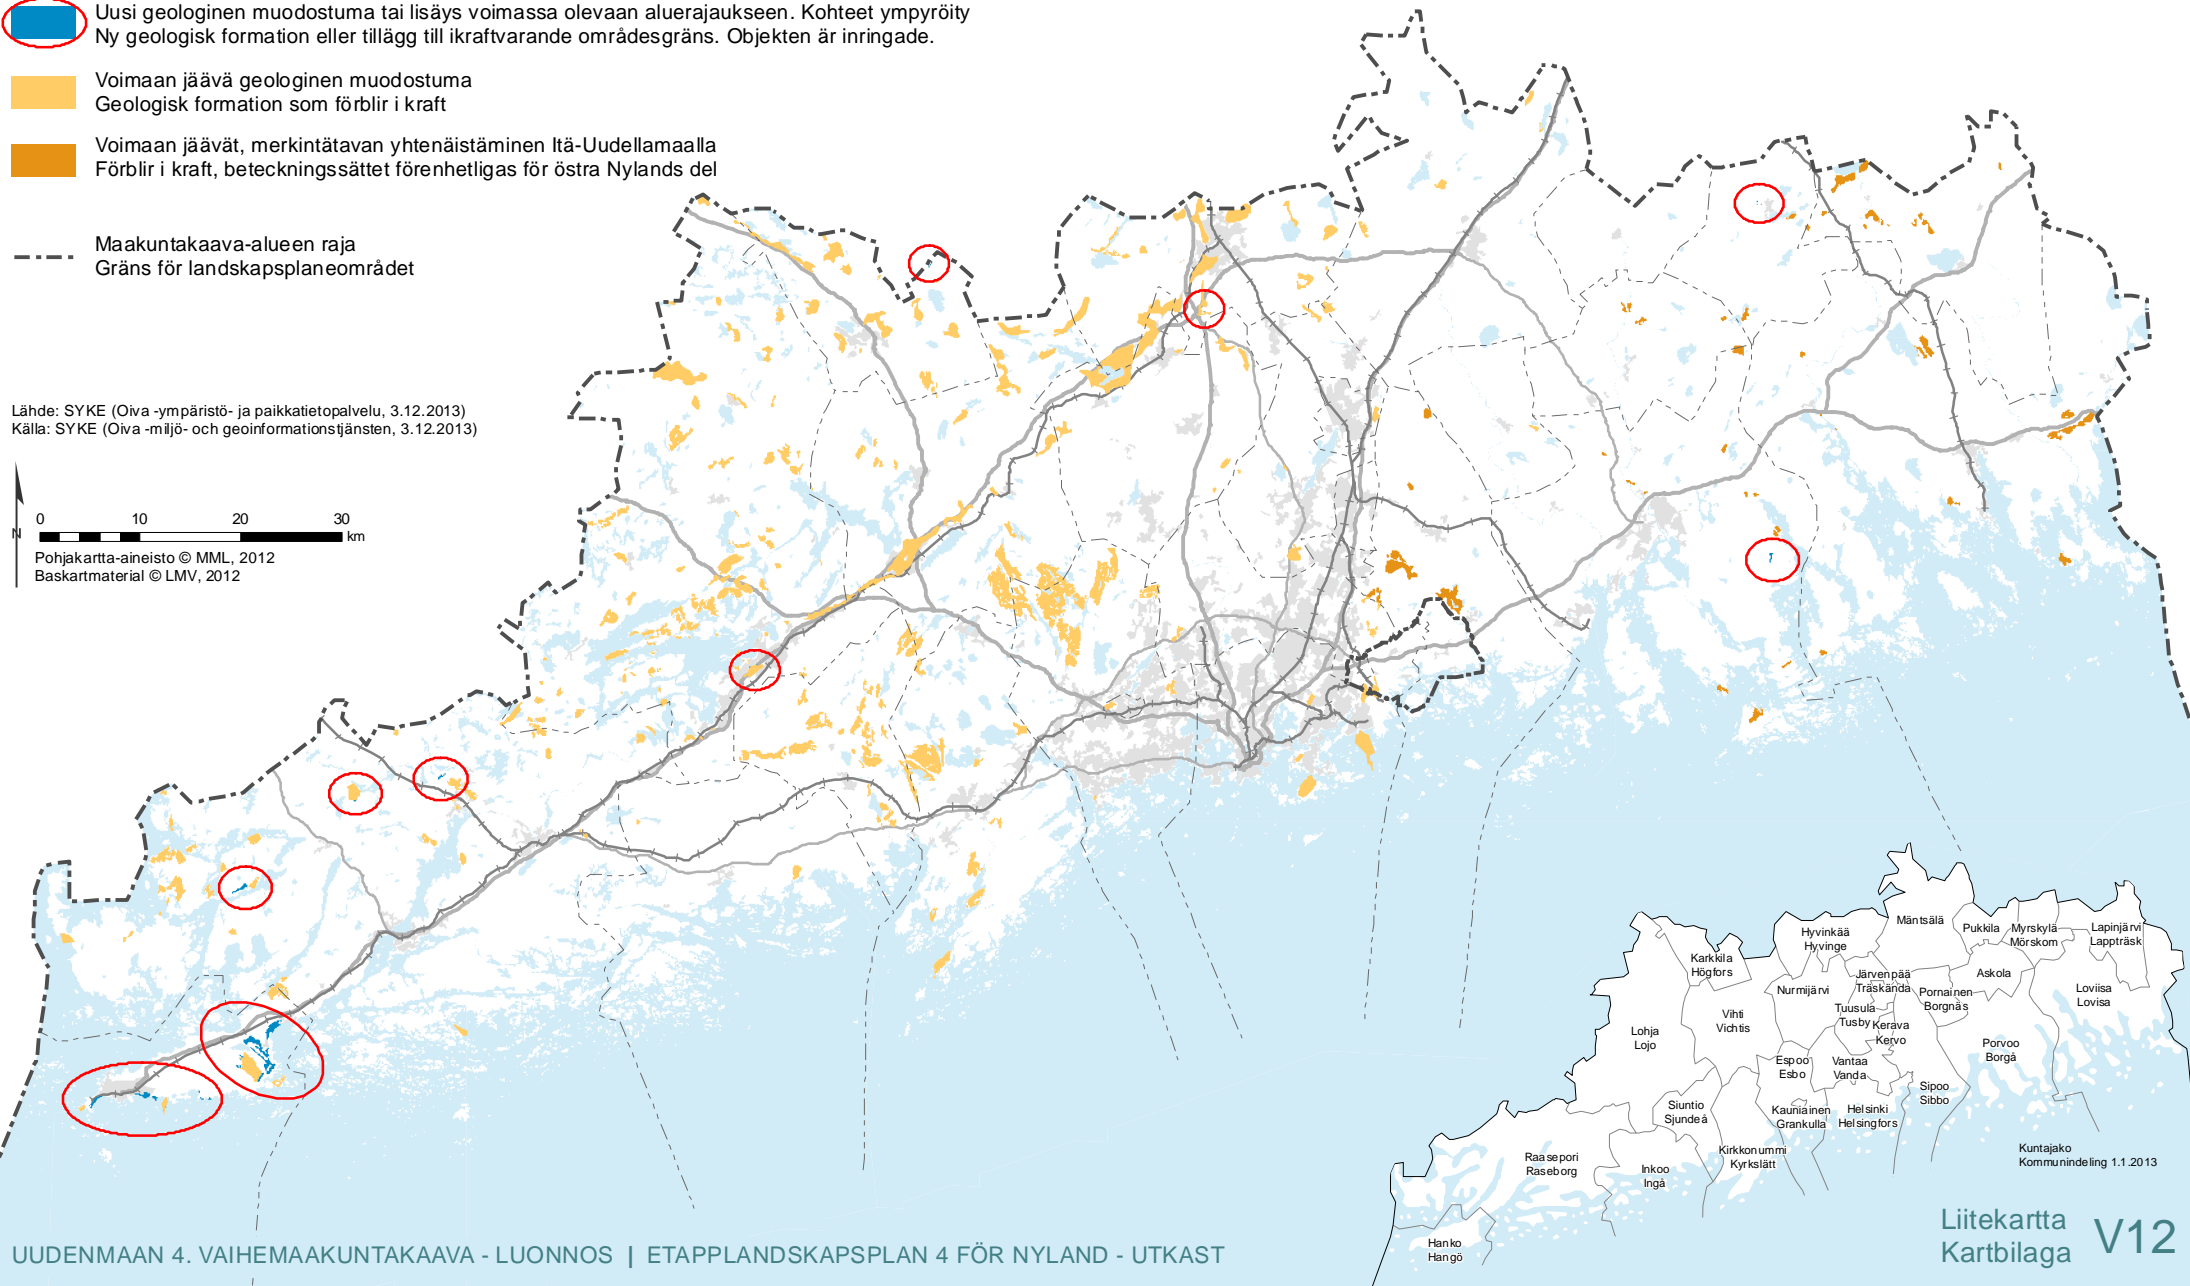 Uusi geologinen muodostuma tai lisäys voimassa olevaan aluerajaukseen. Kohteet ympyröity
Ny geologisk formation eller tillägg till ikraftvarande områdesgräns. Objekten är inringade.
Voimaan jäävä geologinen muodostuma
Geologisk formation som förblir i kraft
Voimaan jäävät, merkintätavan yhtenäistäminen Itä-Uudellamaalla
Förblir i kraft, beteckningssättet förenhetligas för östra Nylands del
Maakuntakaava-alueen raja
Gräns för landskapsplaneområdet
Lähde: SYKE (Oiva -ympäristö- ja paikkatietopalvelu, 3.12.2013)
Källa: SYKE (Oiva -miljö- och geoinformationstjänsten, 3.12.2013)
N
0 10 20 30
km
Pohjakartta-aineisto © MML, 2012
Baskartmaterial © LMV, 2012
Mäntsälä
Pukkila
Myrskylä
Mörskom
Lapinjärvi
Lappträsk
Hyvinkää
Hyvinge
Karkkila
Högfors
Järvenpää
Träskända
Askola
Nurmijärvi
Pornainen
Borgnäs
Loviisa
Lovisa
Vihti
Vichtis
Tuusula
Tusby
Kerava
Kervo
Lohja
Lojo
Porvoo
Borgå
Espoo
Esbo
Vantaa
Vanda
Sipoo
Sibbo
Siuntio
Sjundeå
Kauniainen
Grankulla
Helsinki
Helsingfors
Kirkkonummi
Kyrkslätt
Raasepori
Raseborg
Inkoo
Ingå
Hanko
Hangö
Kuntajako
Kommunindeling 1.1.2013
Liitekartta
Kartbilaga
V12
UUDENMAAN 4. VAIHEMAAKUNTAKAAVA - LUONNOS | ETAPPLANDSKAPSPLAN 4 FÖR NYLAND - UTKAST